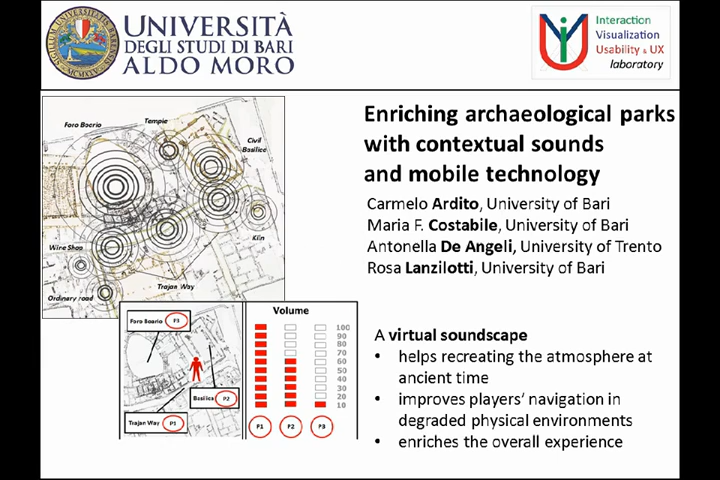 UNIVERSITÀ
DEGLI STUDI DI BARI
ALDO MORO
Interaction
Visualization
Usability & UX
laboratory
Enriching archaeological parks
with contextual sounds
and mobile technology
Carmelo Ardito, University of Bari
Maria F. Costabile, University of Bari
Antonella De Angeli, University of Trento
Rosa Lanzilotti, University of Bari
Foro Boario
Temple
Civil
Basilica
Kiln
Wine Shop
Trajan Way
Ordinary road
Foro Boario P3
Basilica P2
Trajan Way P1
Volume
100
90
80
70
60
50
40
30
20
10
P1 P2 P3
A virtual soundscape
• helps recreating the atmosphere at
ancient time
• improves players' navigation in
degraded physical environments
• enriches the overall experience